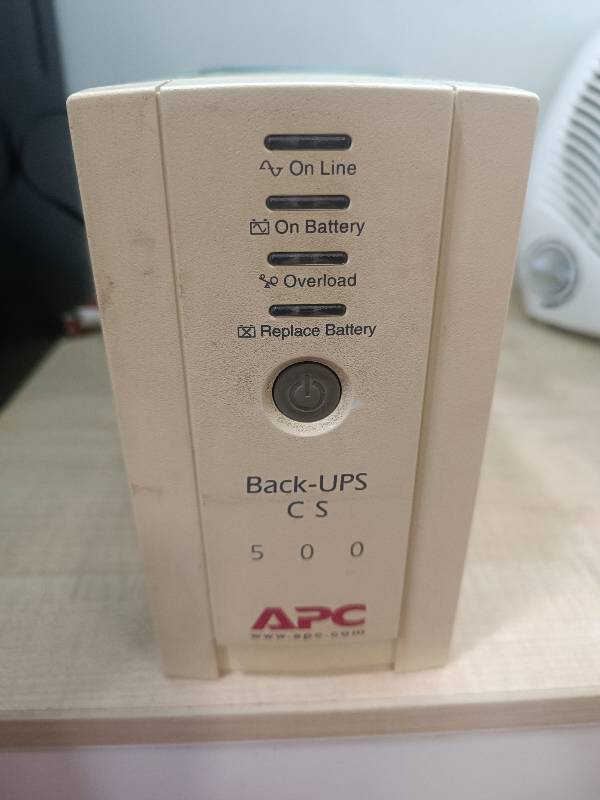 On Line
On Battery
Overload
Replace Battery
Back-UPS
CS
500
APC
www.apc.com